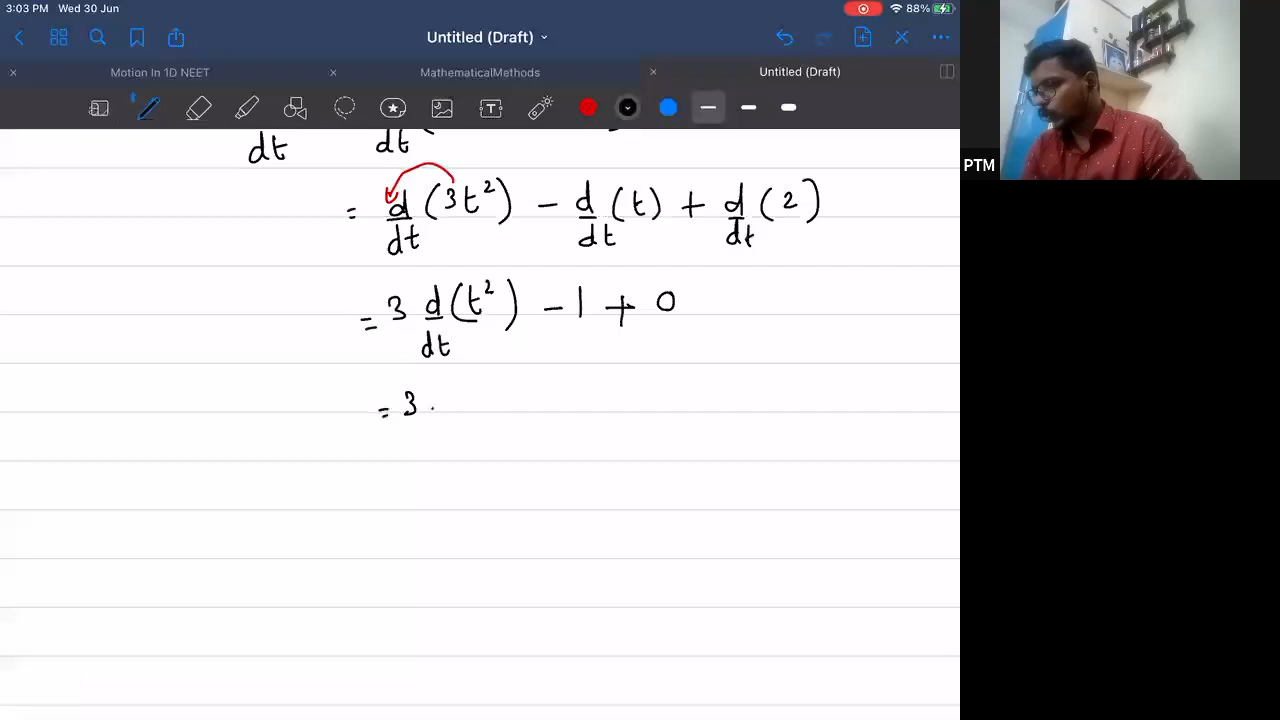 3:03 PM Wed 30 Jun 88%
Untitled (Draft)
Motion In 1D NEET MathematicalMethods Untitled (Draft)
T
PTM
dt dt (
= d/dt (3t²) - d/dt (t) + d/dt (2)
= 3 d/dt (t²) - 1 + 0
= 3 .